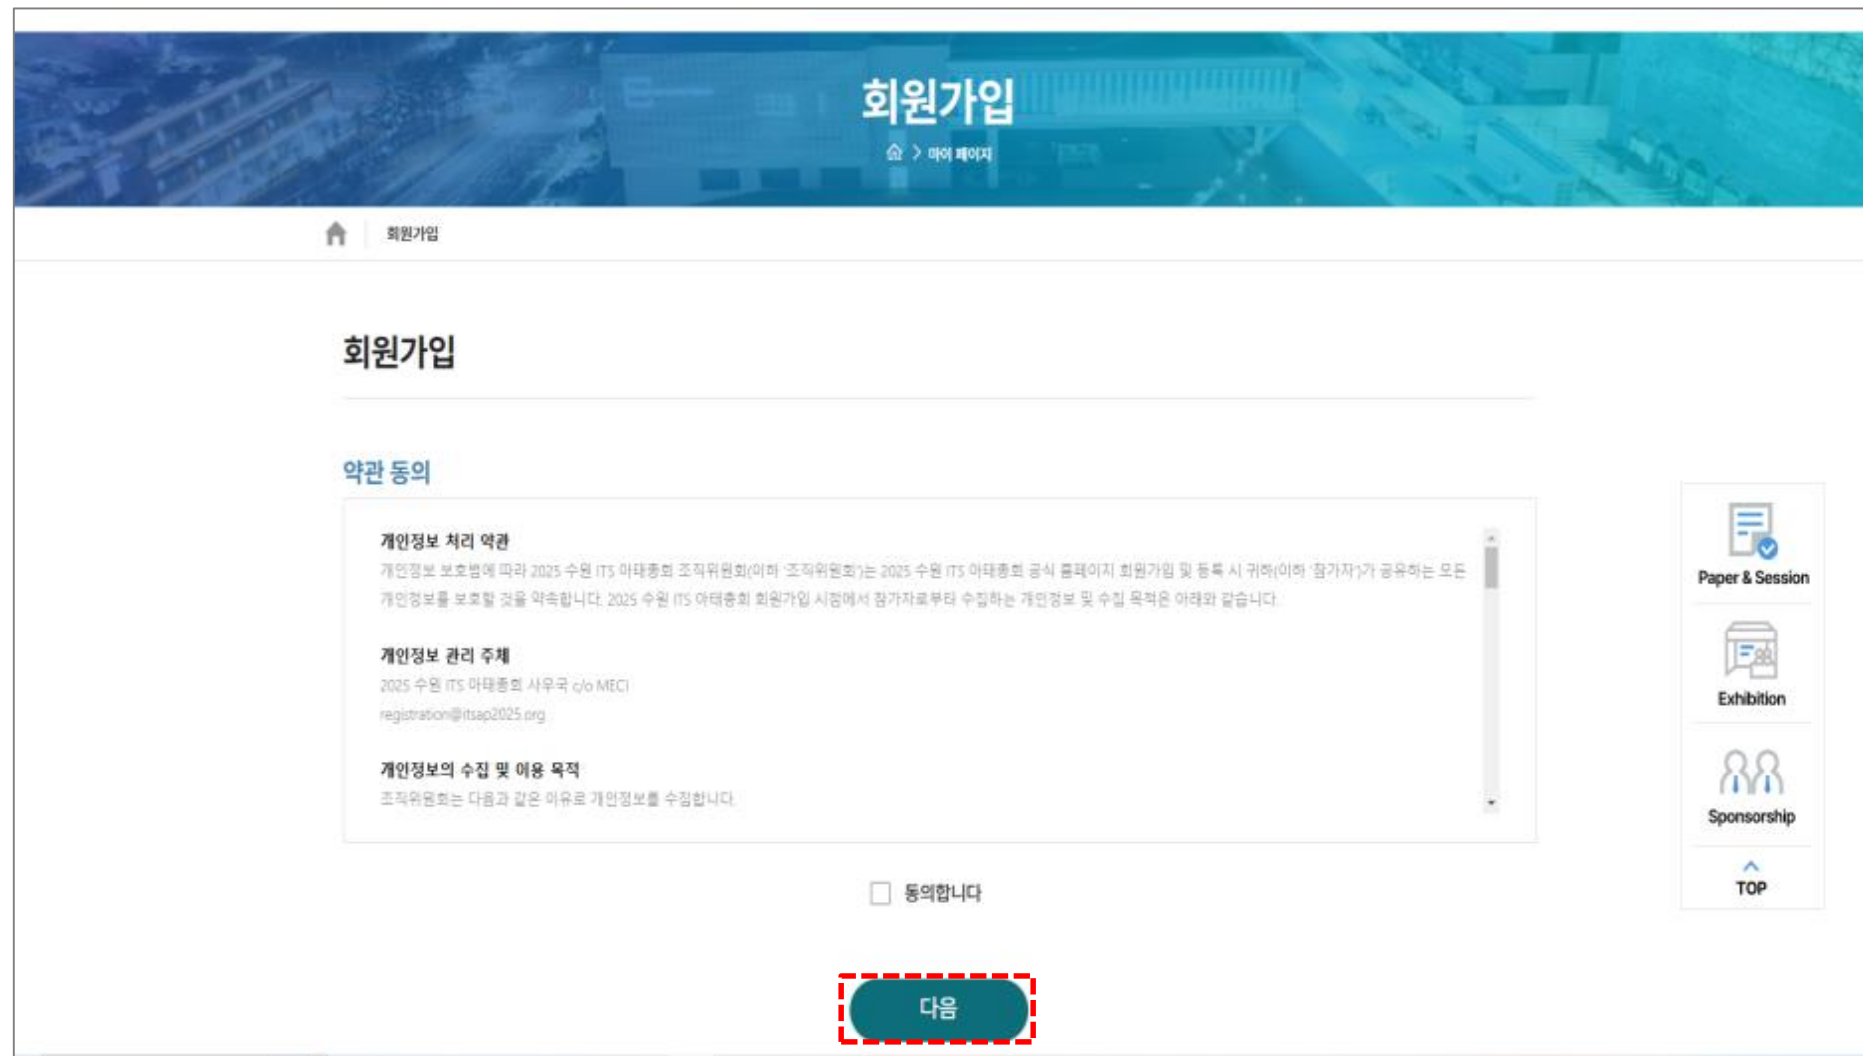 회원가입
마이 페이지
회원가입
회원가입
약관 동의
개인정보 처리 약관
개인정보 보호법에 따라 2025 수원 ITS 아태총회 조직위원회(이하 '조직위원회')는 2025 수원 ITS 아태총회 공식 홈페이지 회원가입 및 등록 시 귀하(이하 '참가자')가 공유하는 모든
개인정보를 보호할 것을 약속합니다. 2025 수원 ITS 아태총회 회원가입 시점에서 참가자로부터 수집하는 개인정보 및 수집 목적은 아래와 같습니다.
개인정보 관리 주체
2025 수원 ITS 아태총회 사무국 c/o MECI
registration@itsap2025.org
개인정보의 수집 및 이용 목적
조직위원회는 다음과 같은 이유로 개인정보를 수집합니다.
동의합니다
다음
Paper & Session
Exhibition
Sponsorship
TOP